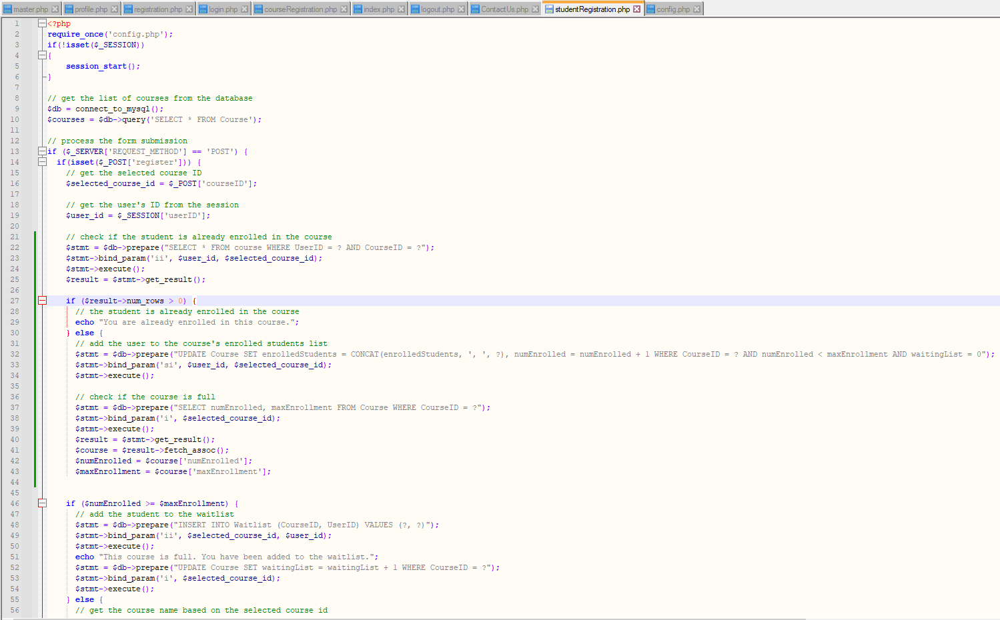 master.php profile.php registration.php login.php courseRegistration.php index.php logout.php ContactUs.php studentRegistration.php config.php
1 <?php
2 require_once('config.php');
3 if(!isset($_SESSION))
4 {
5 session_start();
6 }
7
8 // get the list of courses from the database
9 $db = connect_to_mysql();
10 $courses = $db->query('SELECT * FROM Course');
11
12 // process the form submission
13 if ($_SERVER['REQUEST_METHOD'] == 'POST') {
14 if(isset($_POST['register'])) {
15 // get the selected course ID
16 $selected_course_id = $_POST['courseID'];
17
18 // get the user's ID from the session
19 $user_id = $_SESSION['userID'];
20
21 // check if the student is already enrolled in the course
22 $stmt = $db->prepare("SELECT * FROM course WHERE UserID = ? AND CourseID = ?");
23 $stmt->bind_param('ii', $user_id, $selected_course_id);
24 $stmt->execute();
25 $result = $stmt->get_result();
26
27 if ($result->num_rows > 0) {
28 // the student is already enrolled in the course
29 echo "You are already enrolled in this course.";
30 } else {
31 // add the user to the course's enrolled students list
32 $stmt = $db->prepare("UPDATE Course SET enrolledStudents = CONCAT(enrolledStudents, ', ', ?), numEnrolled = numEnrolled + 1 WHERE CourseID = ? AND numEnrolled < maxEnrollment AND waitingList = 0");
33 $stmt->bind_param('si', $user_id, $selected_course_id);
34 $stmt->execute();
35
36 // check if the course is full
37 $stmt = $db->prepare("SELECT numEnrolled, maxEnrollment FROM Course WHERE CourseID = ?");
38 $stmt->bind_param('i', $selected_course_id);
39 $stmt->execute();
40 $result = $stmt->get_result();
41 $course = $result->fetch_assoc();
42 $numEnrolled = $course['numEnrolled'];
43 $maxEnrollment = $course['maxEnrollment'];
44
45
46 if ($numEnrolled >= $maxEnrollment) {
47 // add the student to the waitlist
48 $stmt = $db->prepare("INSERT INTO Waitlist (CourseID, UserID) VALUES (?, ?)");
49 $stmt->bind_param('ii', $selected_course_id, $user_id);
50 $stmt->execute();
51 echo "This course is full. You have been added to the waitlist.";
52 $stmt = $db->prepare("UPDATE Course SET waitingList = waitingList + 1 WHERE CourseID = ?");
53 $stmt->bind_param('i', $selected_course_id);
54 $stmt->execute();
55 } else {
56 // get the course name based on the selected course id